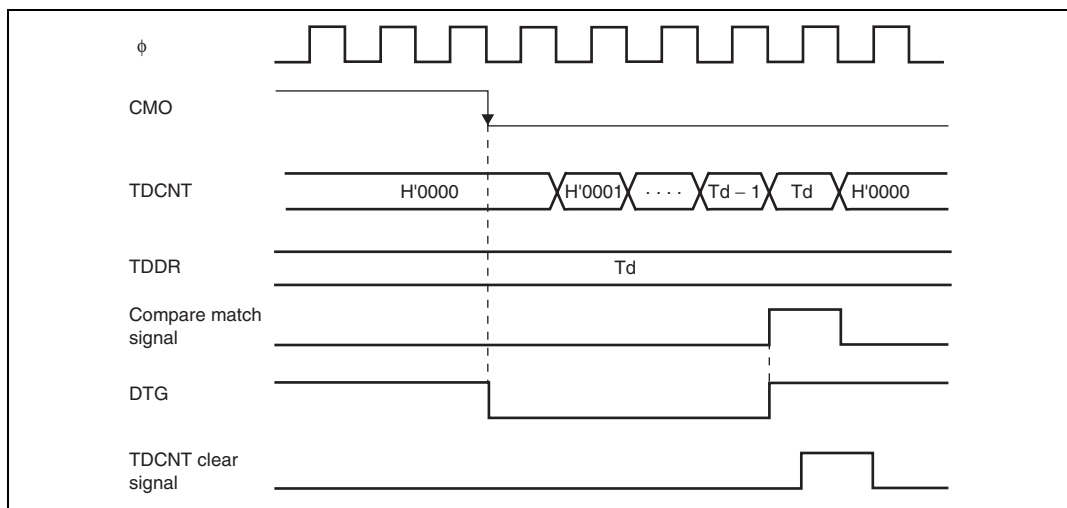 ϕ
CMO
TDCNT H'0000 H'0001 · · · · Td – 1 Td H'0000
TDDR Td
Compare match
signal
DTG
TDCNT clear
signal